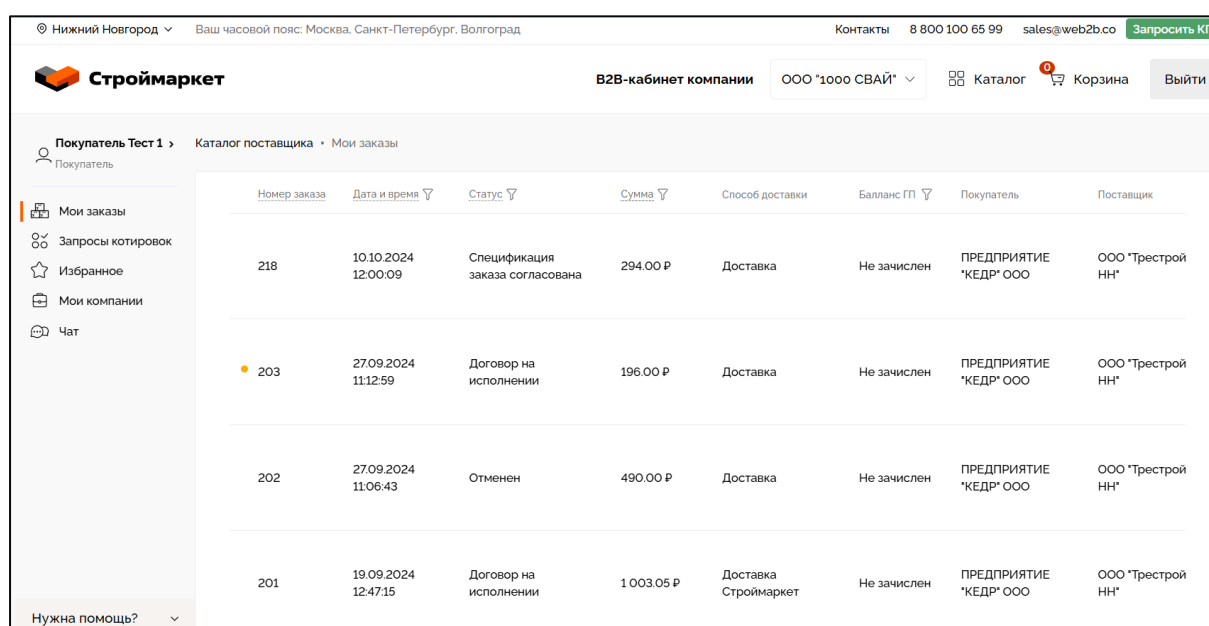 Нижний Новгород Ваш часовой пояс: Москва, Санкт-Петербург, Волгоград Контакты 8 800 100 65 99 sales@web2b.co Запросить КП
Строймаркет B2B-кабинет компании ООО "1000 СВАЙ" Каталог 0 Корзина Выйти
Покупатель Тест 1 Каталог поставщика • Мои заказы
Покупатель
Номер заказа Дата и время Статус Сумма Способ доставки Балланс ГП Покупатель Поставщик
Мои заказы
Запросы котировок
Избранное
Мои компании
Чат
218 10.10.2024 12:00:09 Спецификация заказа согласована 294.00 ₽ Доставка Не зачислен ПРЕДПРИЯТИЕ "КЕДР" ООО ООО "Трестрой НН"
203 27.09.2024 11:12:59 Договор на исполнении 196.00 ₽ Доставка Не зачислен ПРЕДПРИЯТИЕ "КЕДР" ООО ООО "Трестрой НН"
202 27.09.2024 11:06:43 Отменен 490.00 ₽ Доставка Не зачислен ПРЕДПРИЯТИЕ "КЕДР" ООО ООО "Трестрой НН"
201 19.09.2024 12:47:15 Договор на исполнении 1 003.05 ₽ Доставка Строймаркет Не зачислен ПРЕДПРИЯТИЕ "КЕДР" ООО ООО "Трестрой НН"
Нужна помощь?